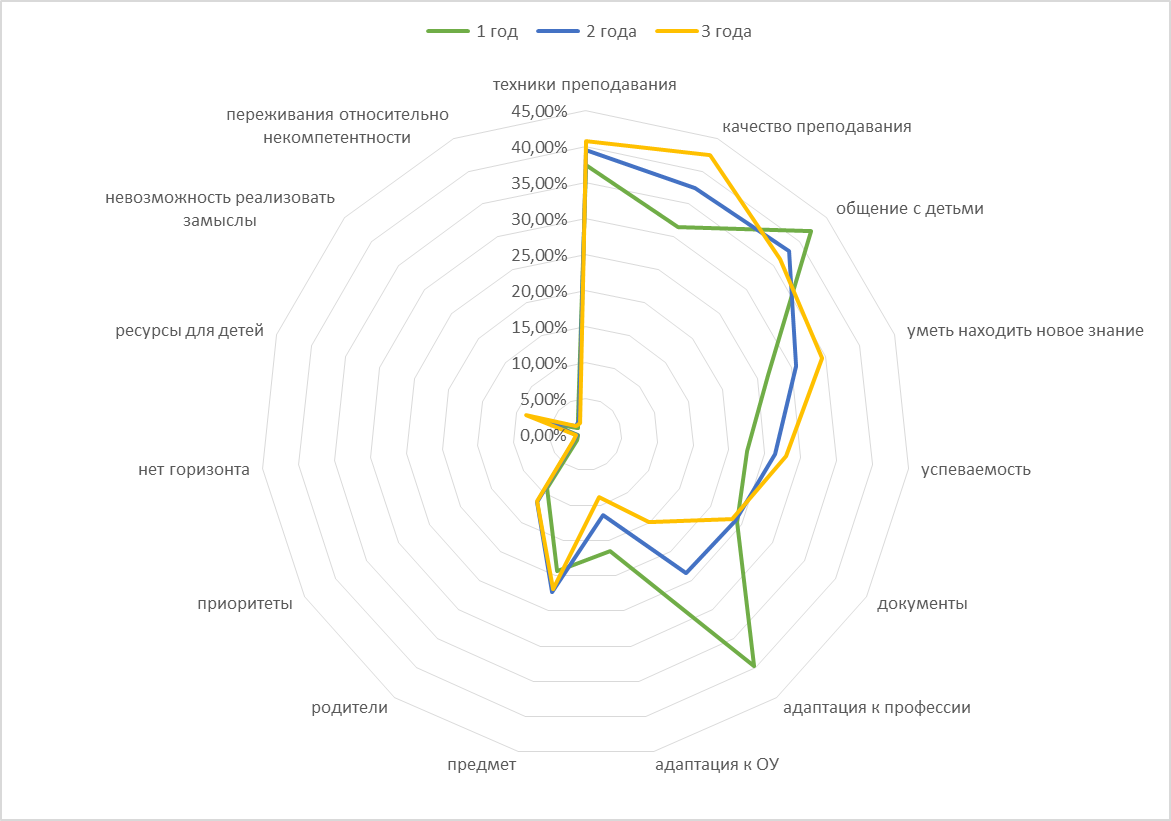 1 год 2 года 3 года
техники преподавания
качество преподавания
общение с детьми
уметь находить новое знание
успеваемость
документы
адаптация к профессии
адаптация к ОУ
предмет
родители
приоритеты
нет горизонта
ресурсы для детей
невозможность реализовать
замыслы
переживания относительно
некомпетентности
45,00%
40,00%
35,00%
30,00%
25,00%
20,00%
15,00%
10,00%
5,00%
0,00%